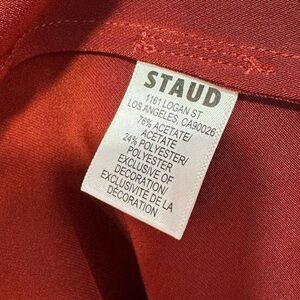 STAUD
1161 LOGAN ST
LOS ANGELES, CA90026
76% ACETATE/
ACETATE
24% POLYESTER/
POLYESTER
EXCLUSIVE OF
DECORATION/
EXCLUSIVITÉ DE LA
DÉCORATION